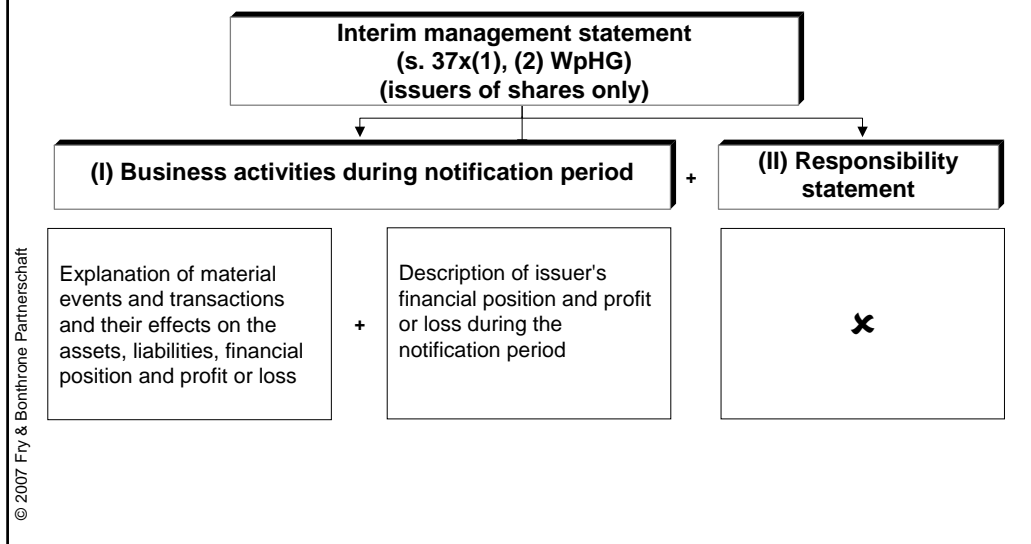 Interim management statement
(s. 37x(1), (2) WpHG)
(issuers of shares only)
(I) Business activities during notification period
+
(II) Responsibility
statement
Explanation of material
events and transactions
and their effects on the
assets, liabilities, financial
position and profit or loss
+
Description of issuer's
financial position and profit
or loss during the
notification period
✘
© 2007 Fry & Bonthrone Partnerschaft